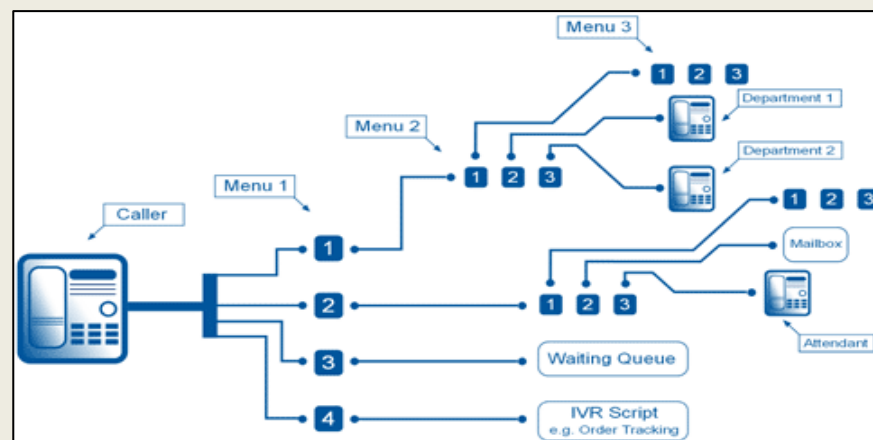 Menu 3
1 2 3
Department 1
Menu 2
Department 2
1 2 3
Menu 1
1 2 3
Caller
1
Mailbox
2
1 2 3
Attendant
3
Waiting Queue
4
IVR Script
e.g. Order Tracking